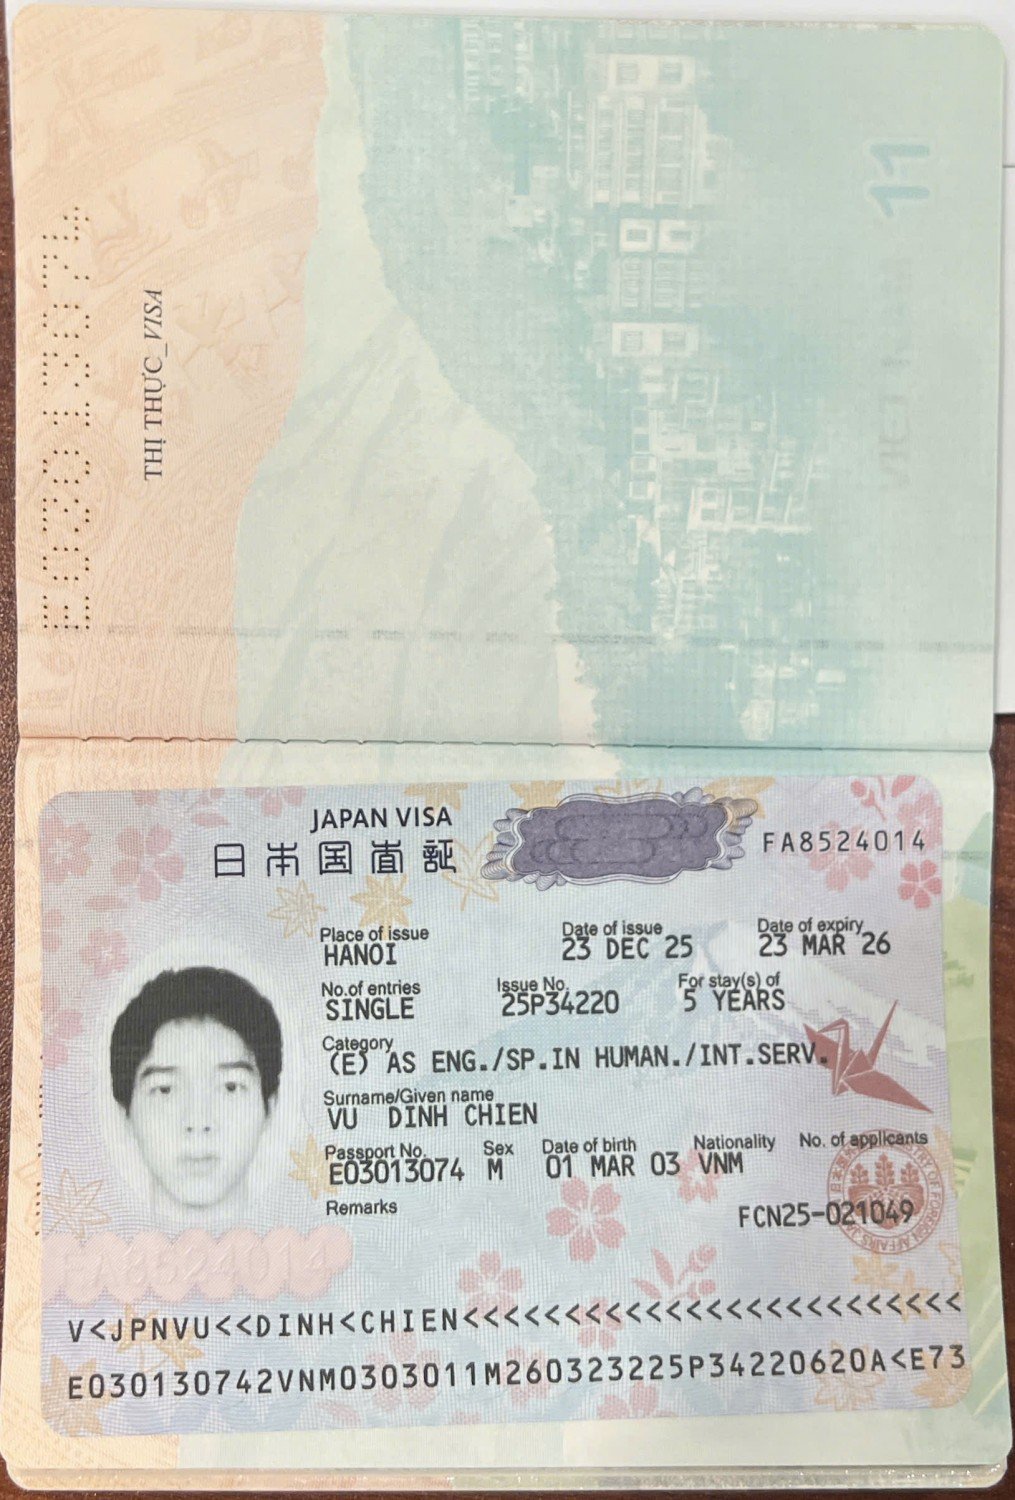 11
E03013074
THỊ THỰC_VISA
JAPAN VISA
日本国査証
FA8524014
Place of issue Date of issue Date of expiry
HANOI 23 DEC 25 23 MAR 26
No.of entries Issue No. For stay(s) of
SINGLE 25P34220 5 YEARS
Category
(E) AS ENG./SP.IN HUMAN./INT.SERV.
Surname/Given name
VU DINH CHIEN
Passport No. Sex Date of birth Nationality No. of applicants
E03013074 M 01 MAR 03 VNM
Remarks
FCN25-021049
FA8524014
V<JPNVU<<DINH<CHIEN<<<<<<<<<<<<<<<<<<<<<<<<<
E030130742VNM0303011M260323225P34220620A<E73